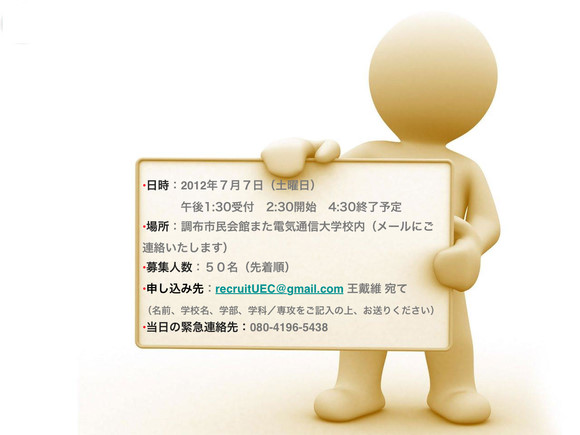 •日時：2012年７月７日（土曜日）
午後1:30受付　2:30開始　4:30終了予定
•場所：調布市民会館また電気通信大学校内（メールにご
連絡いたします）
•募集人数：５０名（先着順）
•申し込み先：recruitUEC@gmail.com 王戴維 宛て
（名前、学校名、学部、学科／専攻をご記入の上、お送りください）
•当日の緊急連絡先：080-4196-5438